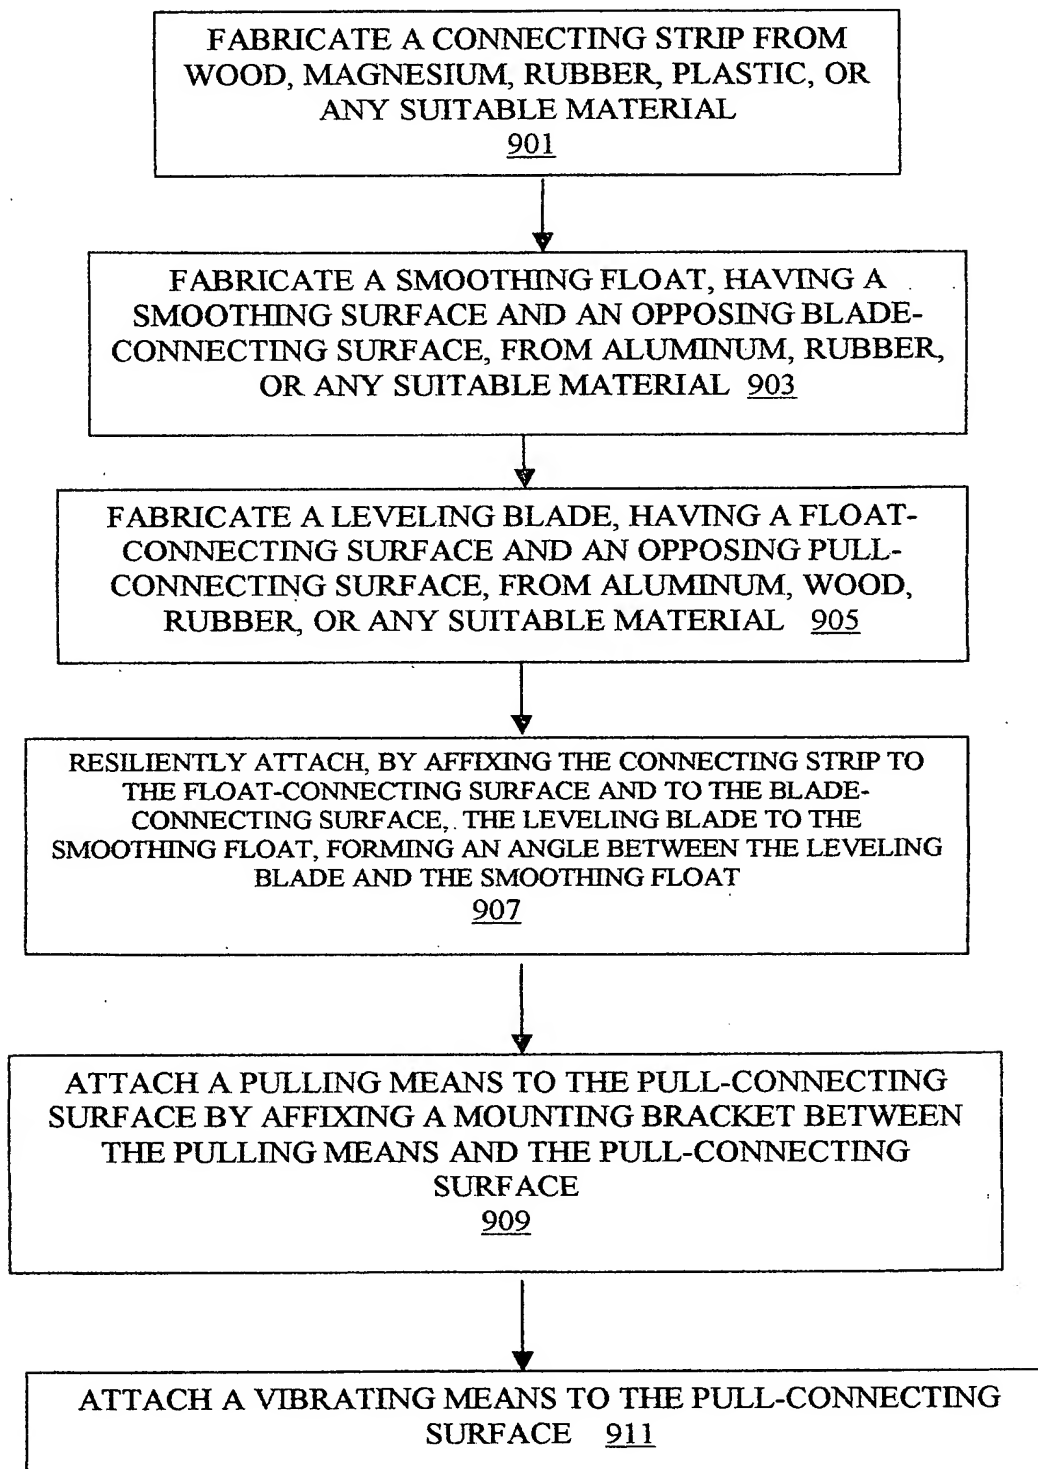 FABRICATE A CONNECTING STRIP FROM
WOOD, MAGNESIUM, RUBBER, PLASTIC, OR
ANY SUITABLE MATERIAL
901
FABRICATE A SMOOTHING FLOAT, HAVING A
SMOOTHING SURFACE AND AN OPPOSING BLADE-
CONNECTING SURFACE, FROM ALUMINUM, RUBBER,
OR ANY SUITABLE MATERIAL 903
FABRICATE A LEVELING BLADE, HAVING A FLOAT-
CONNECTING SURFACE AND AN OPPOSING PULL-
CONNECTING SURFACE, FROM ALUMINUM, WOOD,
RUBBER, OR ANY SUITABLE MATERIAL 905
RESILIENTLY ATTACH, BY AFFIXING THE CONNECTING STRIP TO
THE FLOAT-CONNECTING SURFACE AND TO THE BLADE-
CONNECTING SURFACE, THE LEVELING BLADE TO THE
SMOOTHING FLOAT, FORMING AN ANGLE BETWEEN THE LEVELING
BLADE AND THE SMOOTHING FLOAT
907
ATTACH A PULLING MEANS TO THE PULL-CONNECTING
SURFACE BY AFFIXING A MOUNTING BRACKET BETWEEN
THE PULLING MEANS AND THE PULL-CONNECTING
SURFACE
909
ATTACH A VIBRATING MEANS TO THE PULL-CONNECTING
SURFACE 911